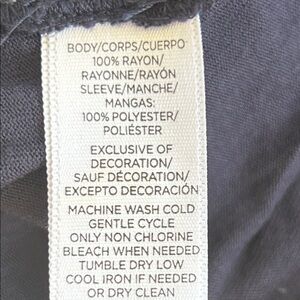 BODY/CORPS/CUERPO
100% RAYON/
RAYONNE/RAYÓN
SLEEVE/MANCHE/
MANGAS:
100% POLYESTER/
POLIÉSTER
EXCLUSIVE OF
DECORATION/
SAUF DÉCORATION/
EXCEPTO DECORACIÓN
MACHINE WASH COLD
GENTLE CYCLE
ONLY NON CHLORINE
BLEACH WHEN NEEDED
TUMBLE DRY LOW
COOL IRON IF NEEDED
OR DRY CLEAN